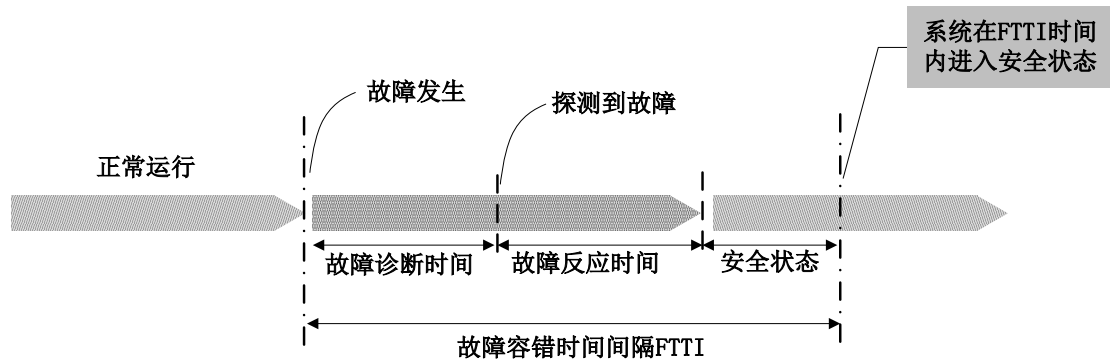 系统在FTTI时间
内进入安全状态
故障发生
探测到故障
正常运行
故障诊断时间
故障反应时间
安全状态
故障容错时间间隔FTTI